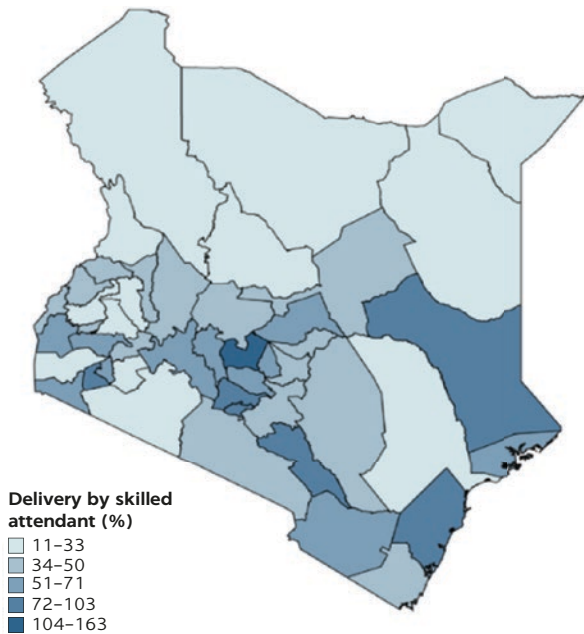 Delivery by skilled
attendant (%)
11–33
34–50
51–71
72–103
104–163